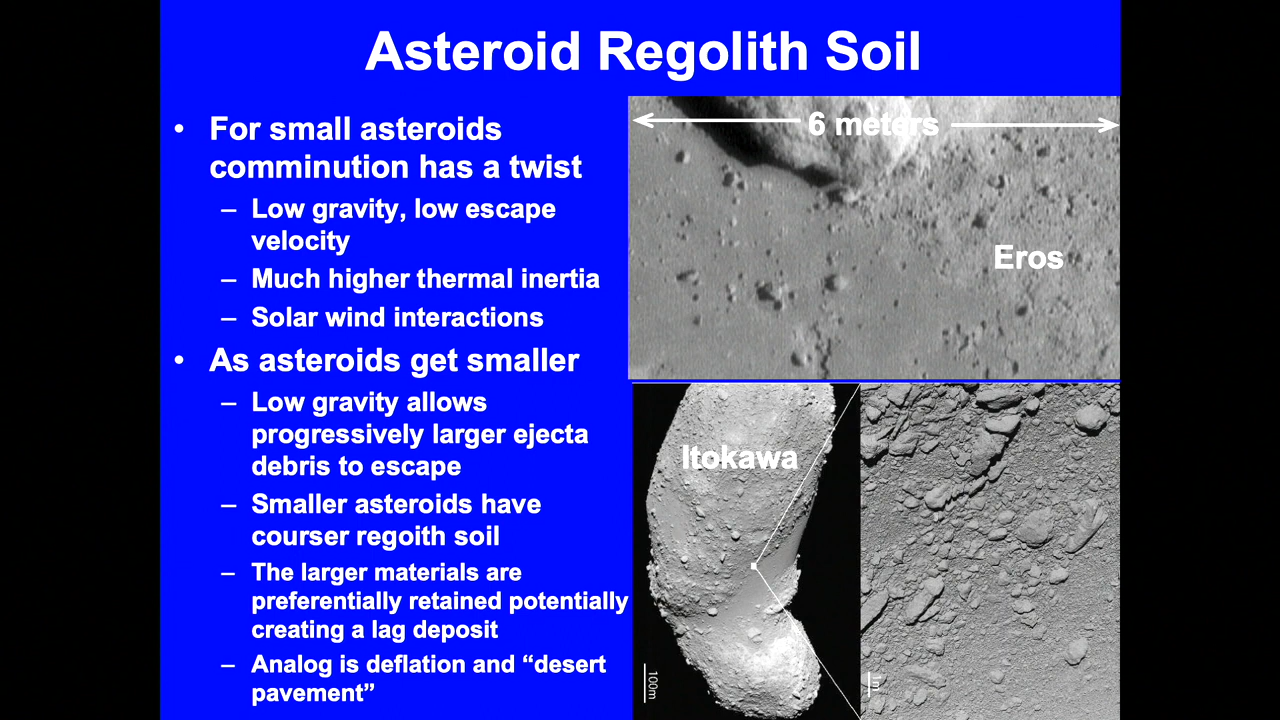 Asteroid Regolith Soil
• For small asteroids
comminution has a twist
– Low gravity, low escape
velocity
– Much higher thermal inertia
– Solar wind interactions
• As asteroids get smaller
– Low gravity allows
progressively larger ejecta
debris to escape
– Smaller asteroids have
courser regoith soil
– The larger materials are
preferentially retained potentially
creating a lag deposit
– Analog is deflation and “desert
pavement”
6 meters
Eros
Itokawa
100m
1m